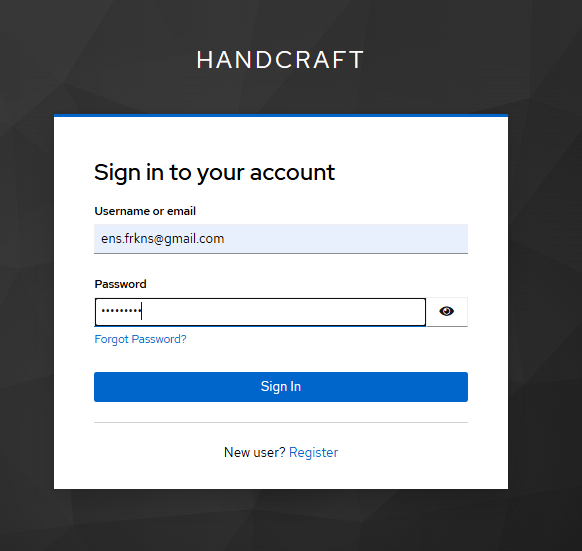 HANDCRAFT
Sign in to your account
Username or email
ens.frkns@gmail.com
Password
•••••••••
Forgot Password?
Sign In
New user? Register